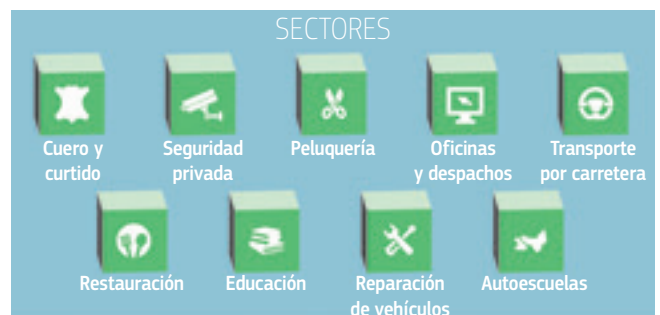 SECTORES
Cuero y
curtido
Seguridad
privada
Peluquería
Oficinas
y despachos
Transporte
por carretera
Restauración
Educación
Reparación
de vehículos
Autoescuelas